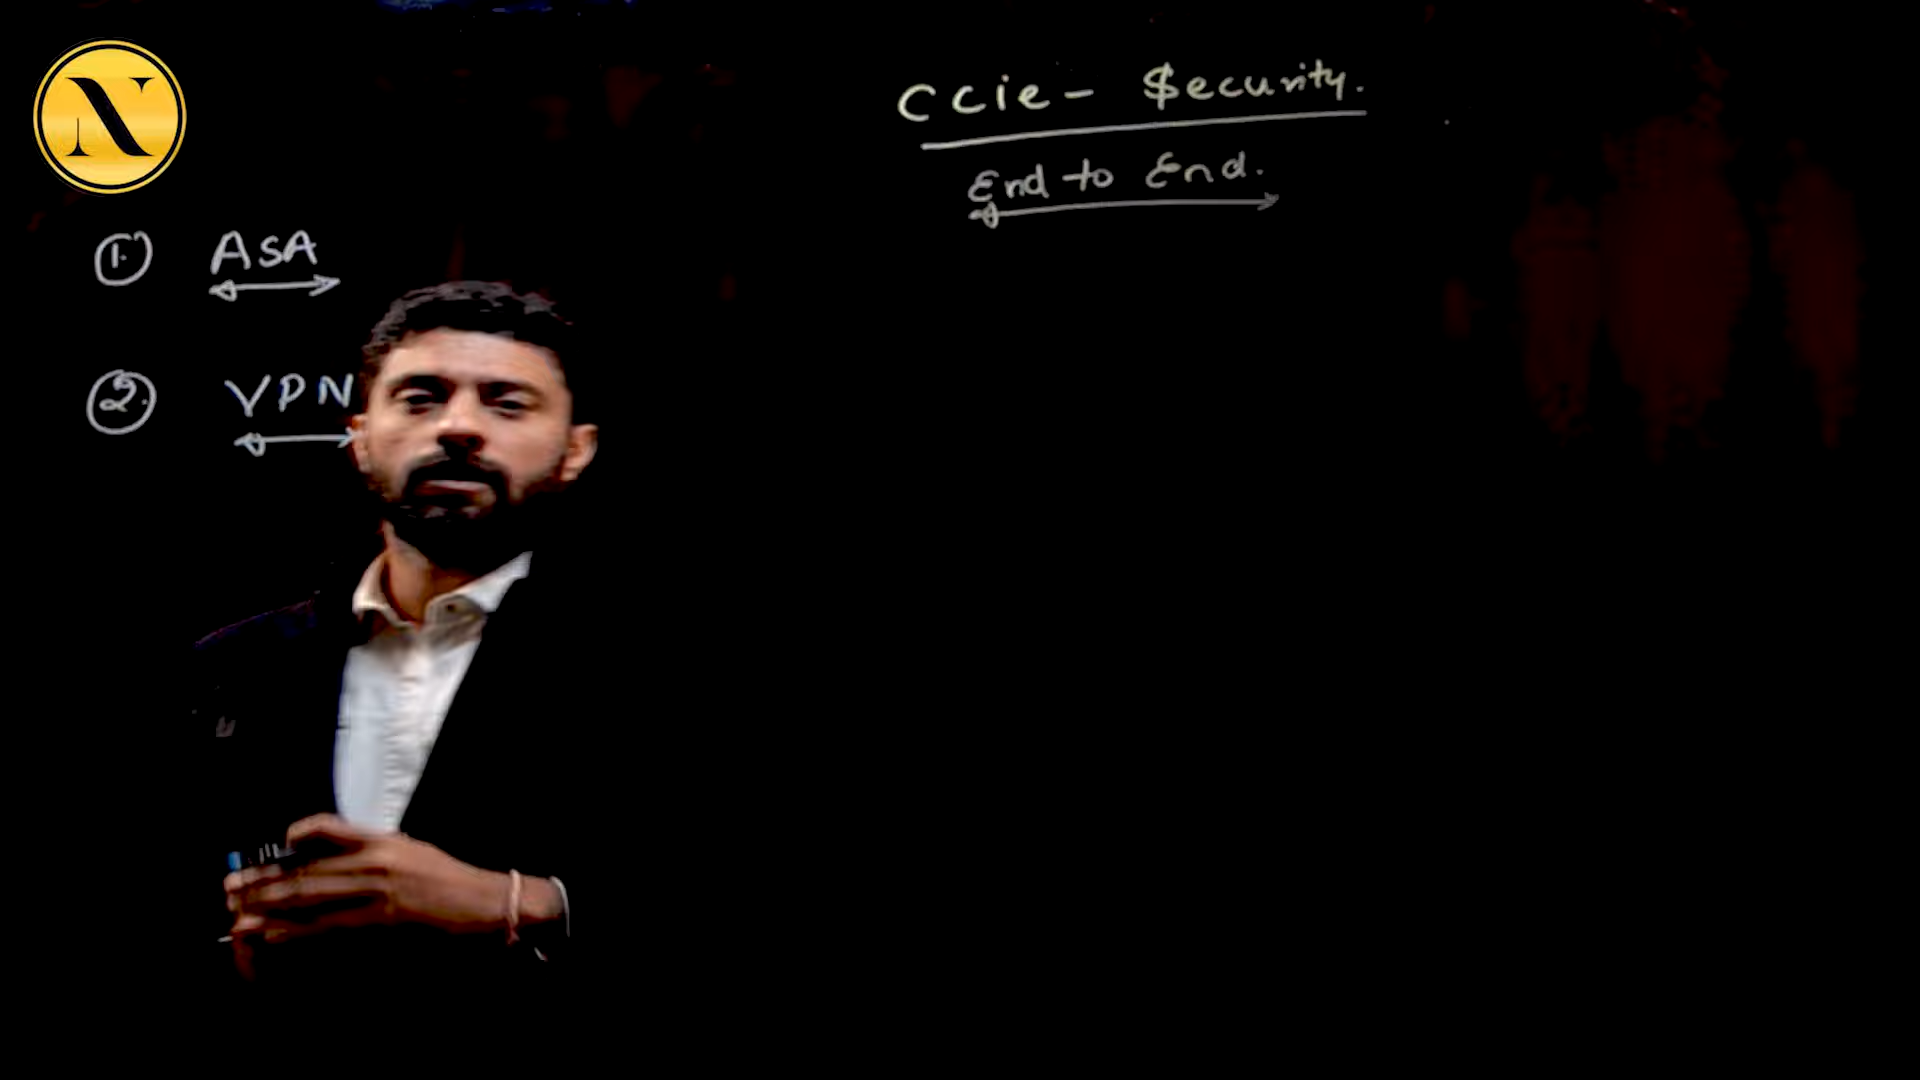 N
CCie - Security.
End to End.
1. ASA
2. VPN